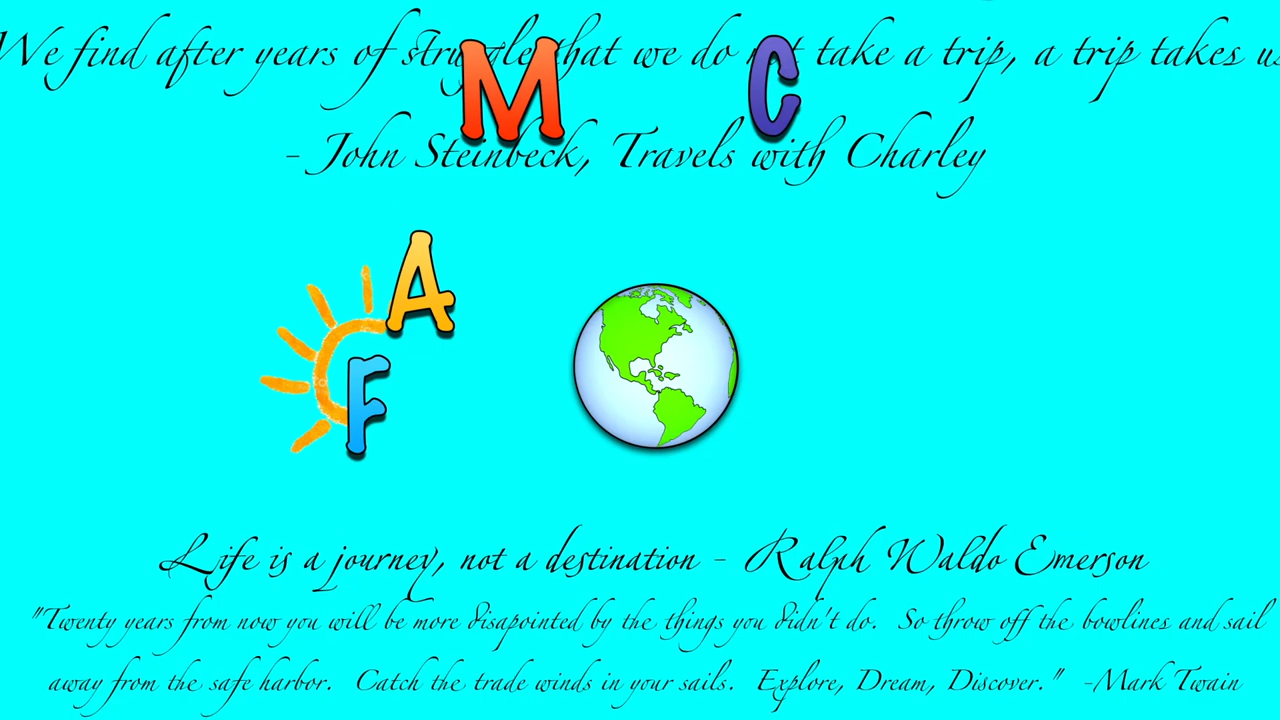 We find after years of struggle that we do not take a trip, a trip takes us
M C
- John Steinbeck, Travels with Charley
A
F
Life is a journey, not a destination - Ralph Waldo Emerson
"Twenty years from now you will be more disapointed by the things you didn't do. So throw off the bowlines and sail
away from the safe harbor. Catch the trade winds in your sails. Explore, Dream, Discover." -Mark Twain